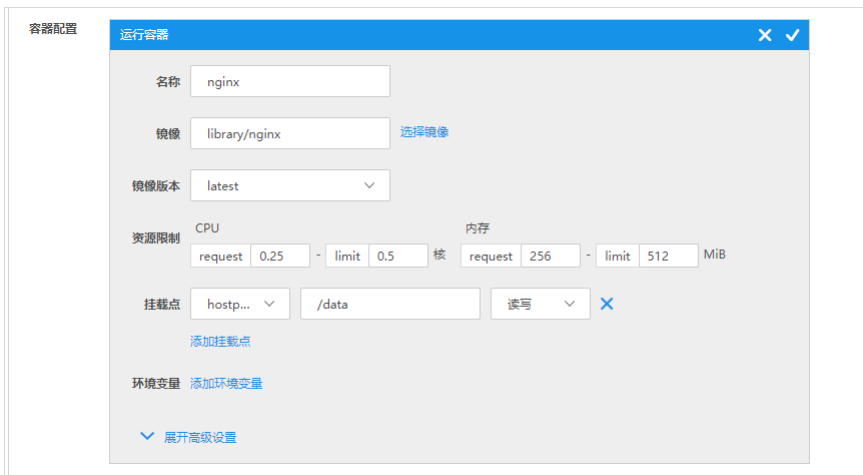 容器配置
运行容器
名称 nginx
镜像 library/nginx 选择镜像
镜像版本 latest
CPU 内存
资源限制 request 0.25 - limit 0.5 核 request 256 - limit 512 MiB
挂载点 hostp... /data 读写
添加挂载点
环境变量 添加环境变量
展开高级设置